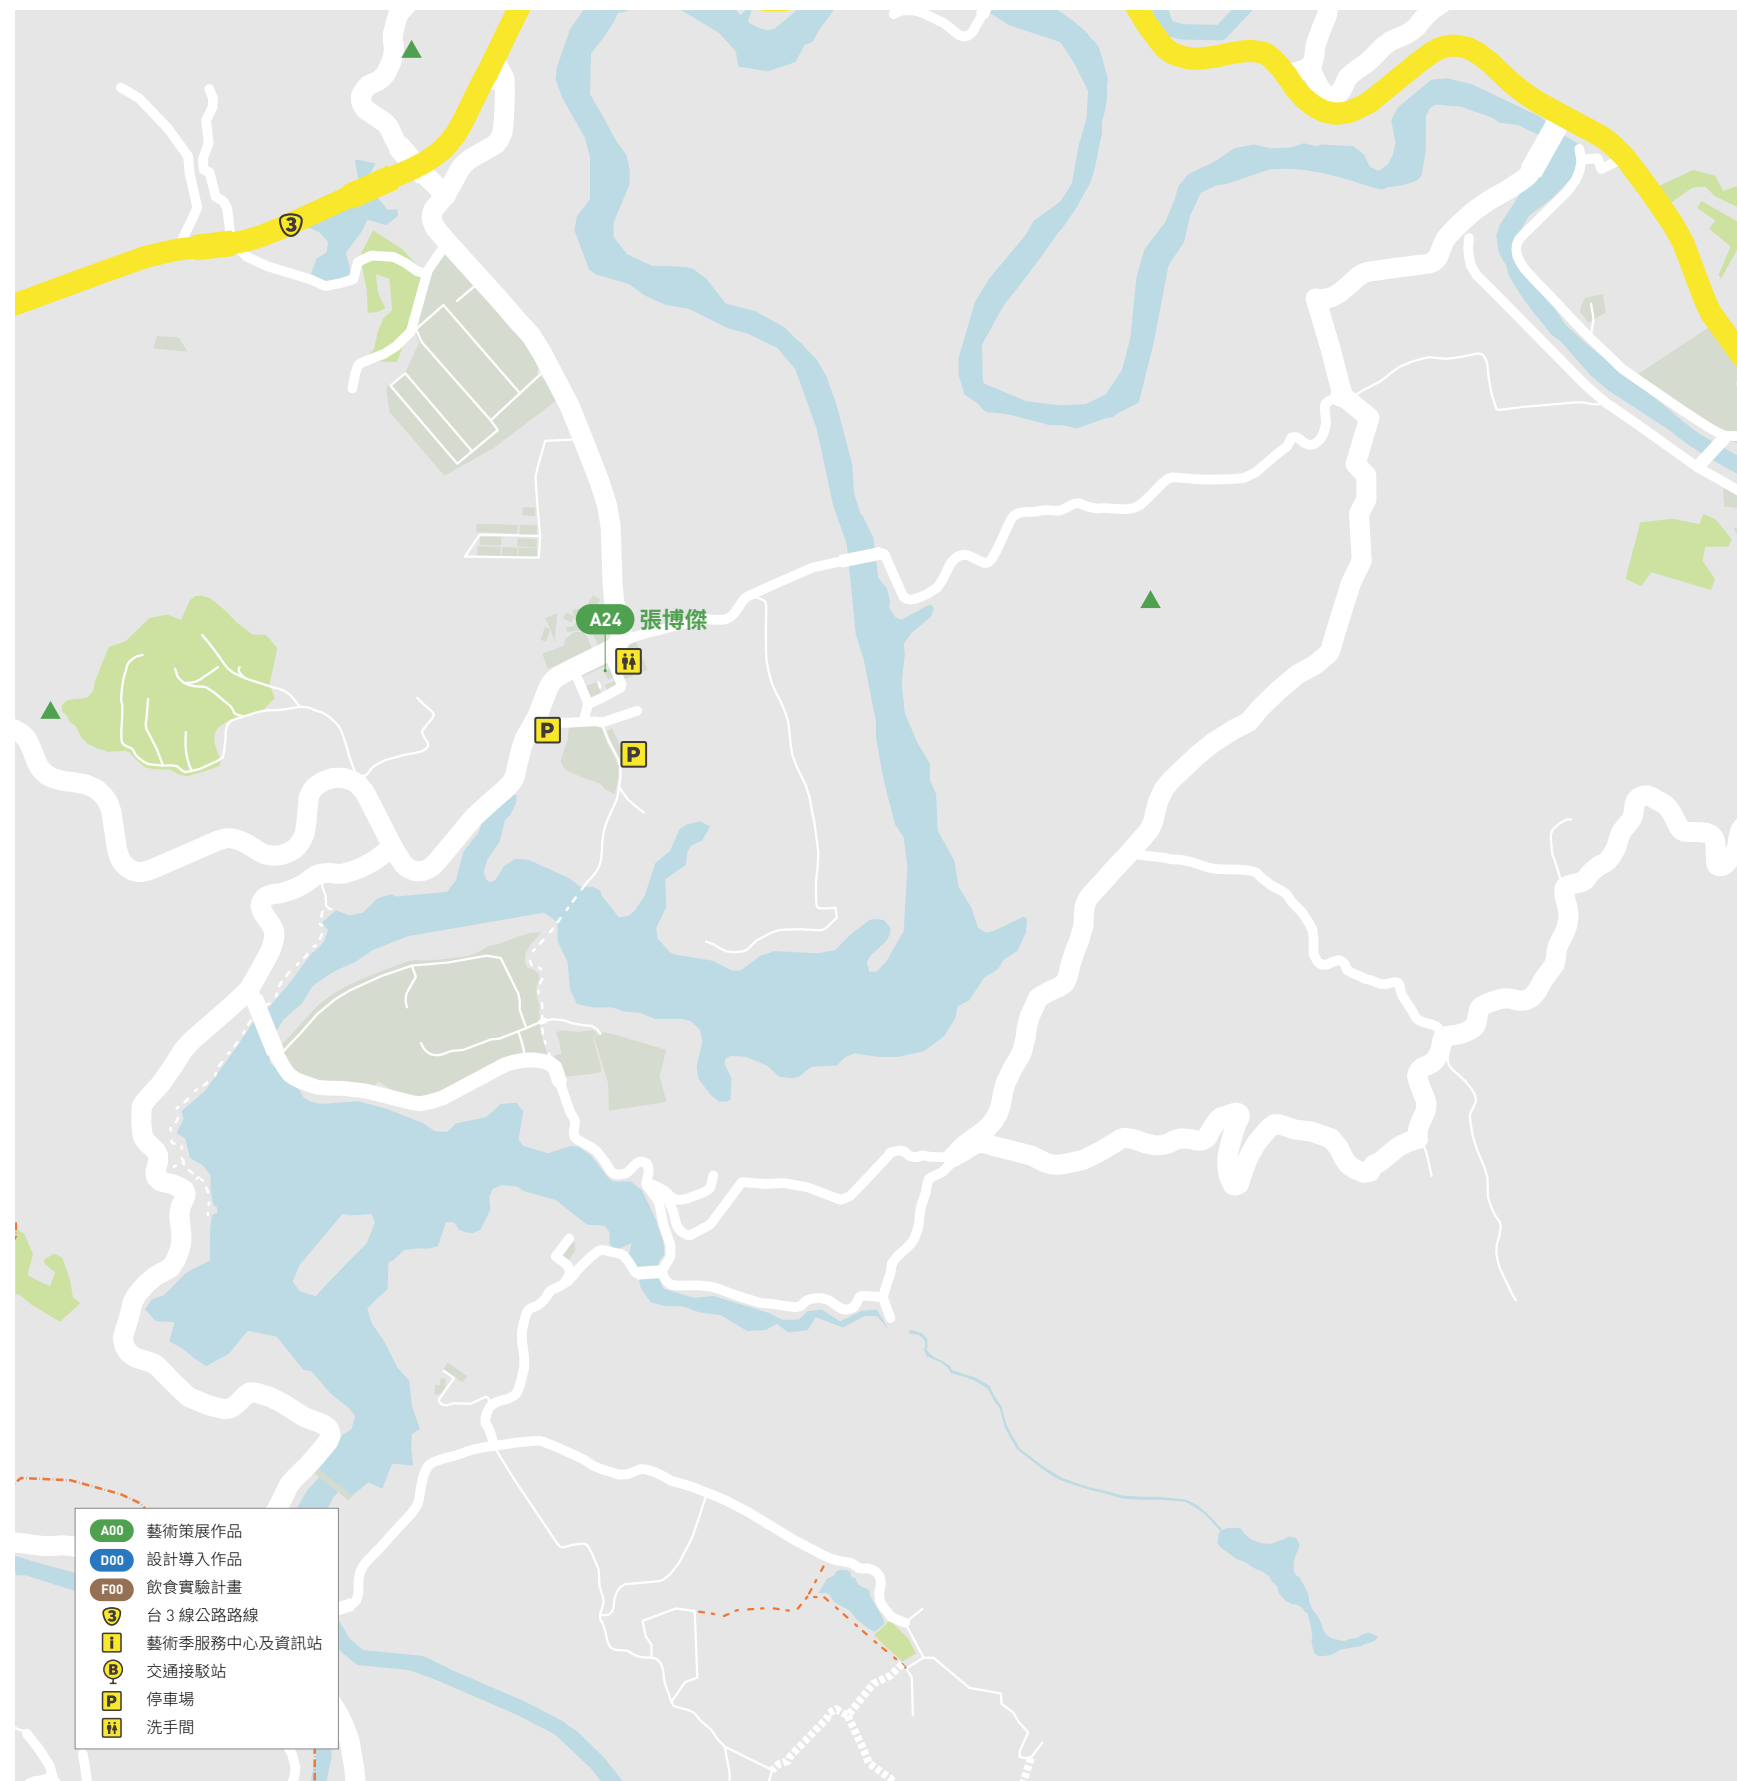 3
A24 張博傑
P
P
A00 藝術策展作品
D00 設計導入作品
F00 飲食實驗計畫
3 台 3 線公路路線
i 藝術季服務中心及資訊站
B 交通接駁站
P 停車場
洗手間